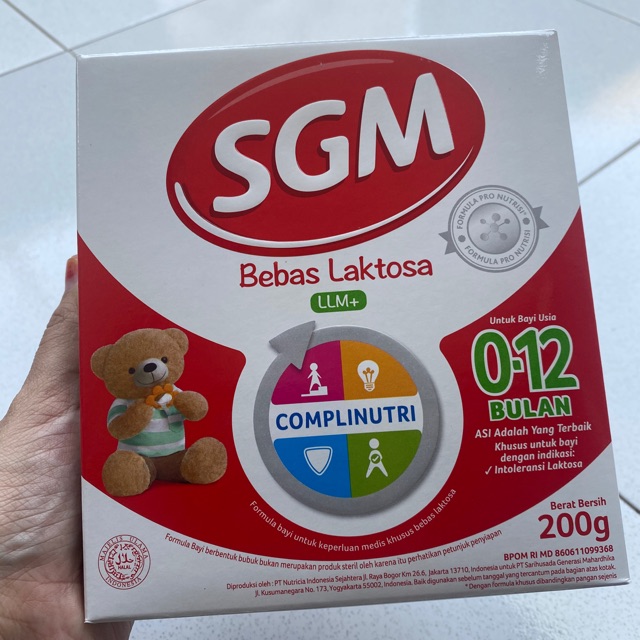 SGM
FORMULA PRO NUTRISI*
FORMULA PRO NUTRISI
Bebas Laktosa
LLM+
Untuk Bayi Usia
0-12
BULAN
ASI Adalah Yang Terbaik
Khusus untuk bayi
dengan indikasi:
✓ Intoleransi Laktosa
COMPLINUTRI
Formula bayi untuk keperluan medis khusus bebas laktosa
Berat Bersih
200g
Formula Bayi berbentuk bubuk bukan merupakan produk steril oleh karena itu perhatikan petunjuk penyiapan
BPOM RI MD 860611099368
MAJELIS ULAMA
HALAL
INDONESIA
Diproduksi oleh : PT Nutricia Indonesia Sejahtera Jl. Raya Bogor Km 26.6, Jakarta 13710, Indonesia untuk PT Sarihusada Generasi Mahardhika
Jl. Kusumanegara No. 173, Yogyakarta 55002, Indonesia. Baik digunakan sebelum tanggal yang tercantum pada bagian atas kotak.
*Dengan formula khusus dibandingkan pangan sejenis